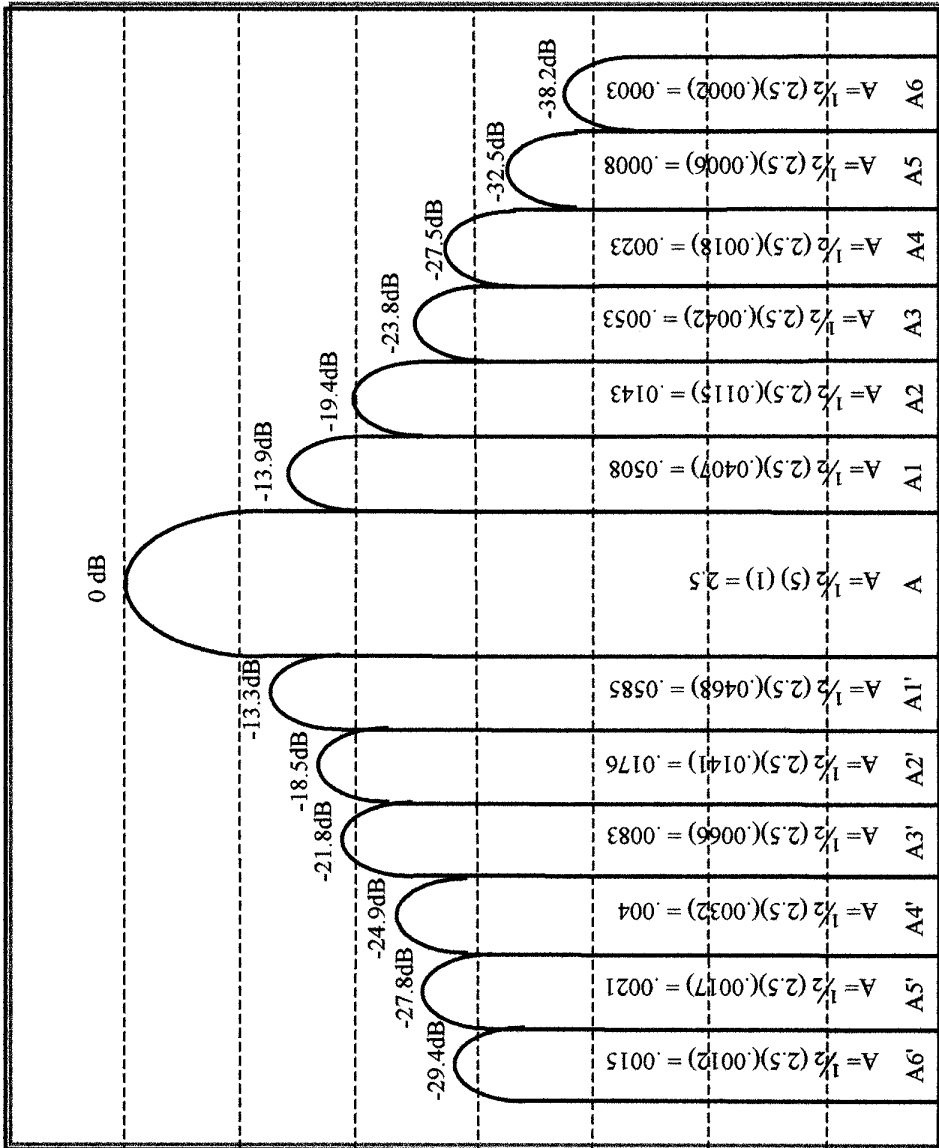 0 dB
-13.3dB
-18.5dB
-21.8dB
-24.9dB
-27.8dB
-29.4dB
-13.9dB
-19.4dB
-23.8dB
-27.5dB
-32.5dB
-38.2dB
A= ½ (2.5)(.0012) = .0015
A6'
A= ½ (2.5)(.0017) = .0021
A5'
A= ½ (2.5)(.0032) = .004
A4'
A= ½ (2.5)(.0066) = .0083
A3'
A= ½ (2.5)(.0141) = .0176
A2'
A= ½ (2.5)(.0468) = .0585
A1'
A= ½ (5) (1) = 2.5
A
A= ½ (2.5)(.0407) = .0508
A1
A= ½ (2.5)(.0115) = .0143
A2
A= ½ (2.5)(.0042) = .0053
A3
A= ½ (2.5)(.0018) = .0023
A4
A= ½ (2.5)(.0006) = .0008
A5
A= ½ (2.5)(.0002) = .0003
A6